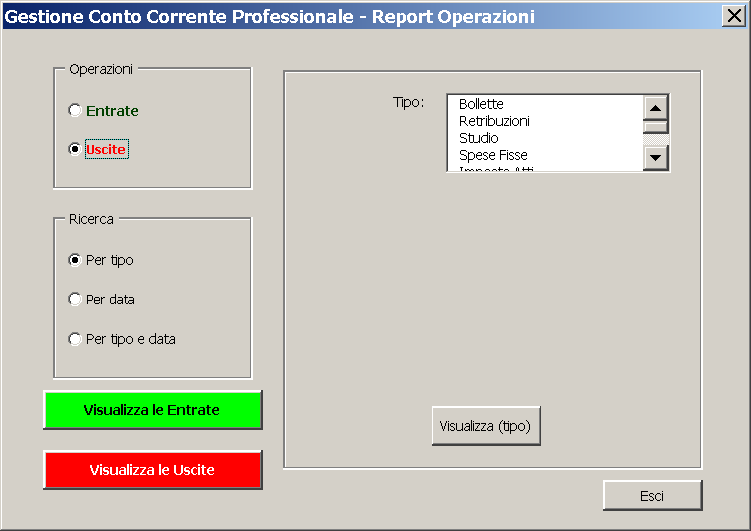 Gestione Conto Corrente Professionale - Report Operazioni
Operazioni
Entrate
Uscite
Ricerca
Per tipo
Per data
Per tipo e data
Visualizza le Entrate
Visualizza le Uscite
Tipo:
Bollette
Retribuzioni
Studio
Spese Fisse
Visualizza (tipo)
Esci